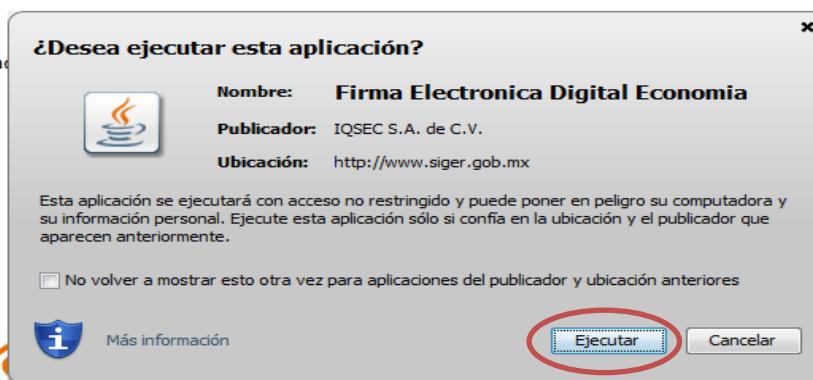 ¿Desea ejecutar esta aplicación?
Nombre: Firma Electronica Digital Economia
Publicador: IQSEC S.A. de C.V.
Ubicación: http://www.siger.gob.mx
Esta aplicación se ejecutará con acceso no restringido y puede poner en peligro su computadora y
su información personal. Ejecute esta aplicación sólo si confía en la ubicación y el publicador que
aparecen anteriormente.
No volver a mostrar esto otra vez para aplicaciones del publicador y ubicación anteriores
Más información Ejecutar Cancelar